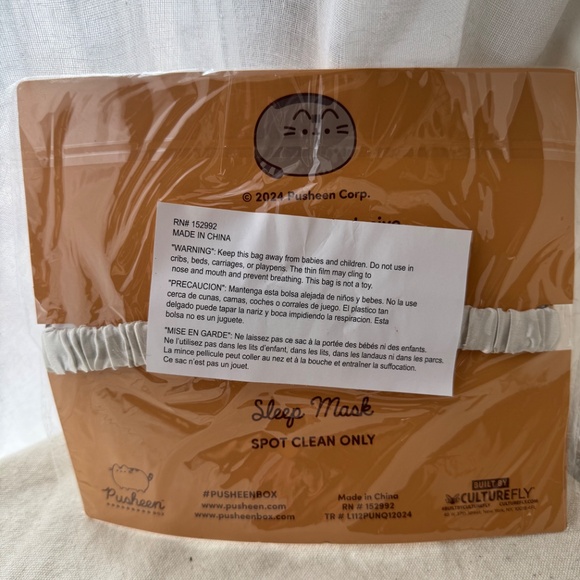 © 2024 Pusheen Corp.
RN# 152992
MADE IN CHINA
"WARNING": Keep this bag away from babies and children. Do not use in
cribs, beds, carriages, or playpens. The thin film may cling to
nose and mouth and prevent breathing. This bag is not a toy.
"PRECAUCION": Mantenga esta bolsa alejada de niños y bebes. No la use
cerca de cunas, camas, coches o corrales de juego. El plastico tan
delgado puede tapar la nariz y boca impidiendo la respiracion. Esta
bolsa no es un juguete.
"MISE EN GARDE": Ne laissez pas ce sac à la portée des bébés ni des enfants.
Ne l'utilisez pas dans les lits d'enfant, dans les lits, dans les landaus ni dans les parcs.
La mince pellicule peut coller au nez et à la bouche et entraîner la suffocation.
Ce sac n'est pas un jouet.
Sleep Mask
SPOT CLEAN ONLY
Pusheen
BOX
#PUSHEENBOX
www.pusheen.com
www.pusheenbox.com
Made in China
RN # 152992
TR # L112PUNQ12024
BUILT BY
CULTUREFLY